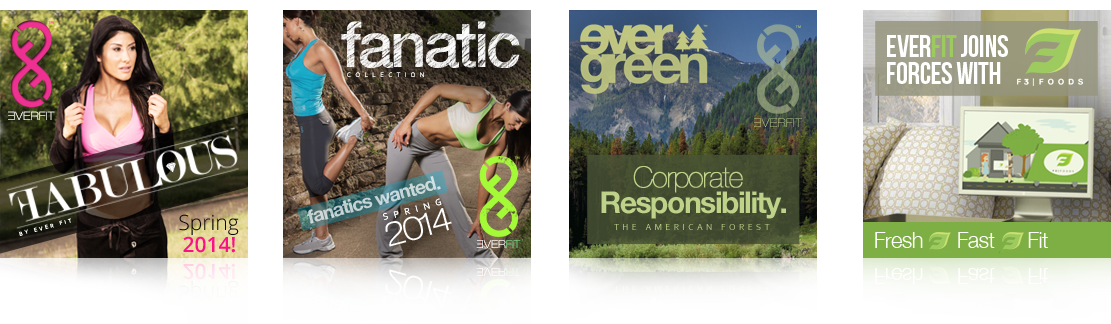 EVERFIT
FABULOUS
BY EVER FIT
Spring
2014!
fanatic
COLLECTION
fanatics wanted.
SPRING
2014
EVERFIT
ever
green
™
EVERFIT
Corporate
Responsibility.
THE AMERICAN FOREST
EVERFIT JOINS
FORCES WITH
F3|FOODS
Fresh Fast Fit